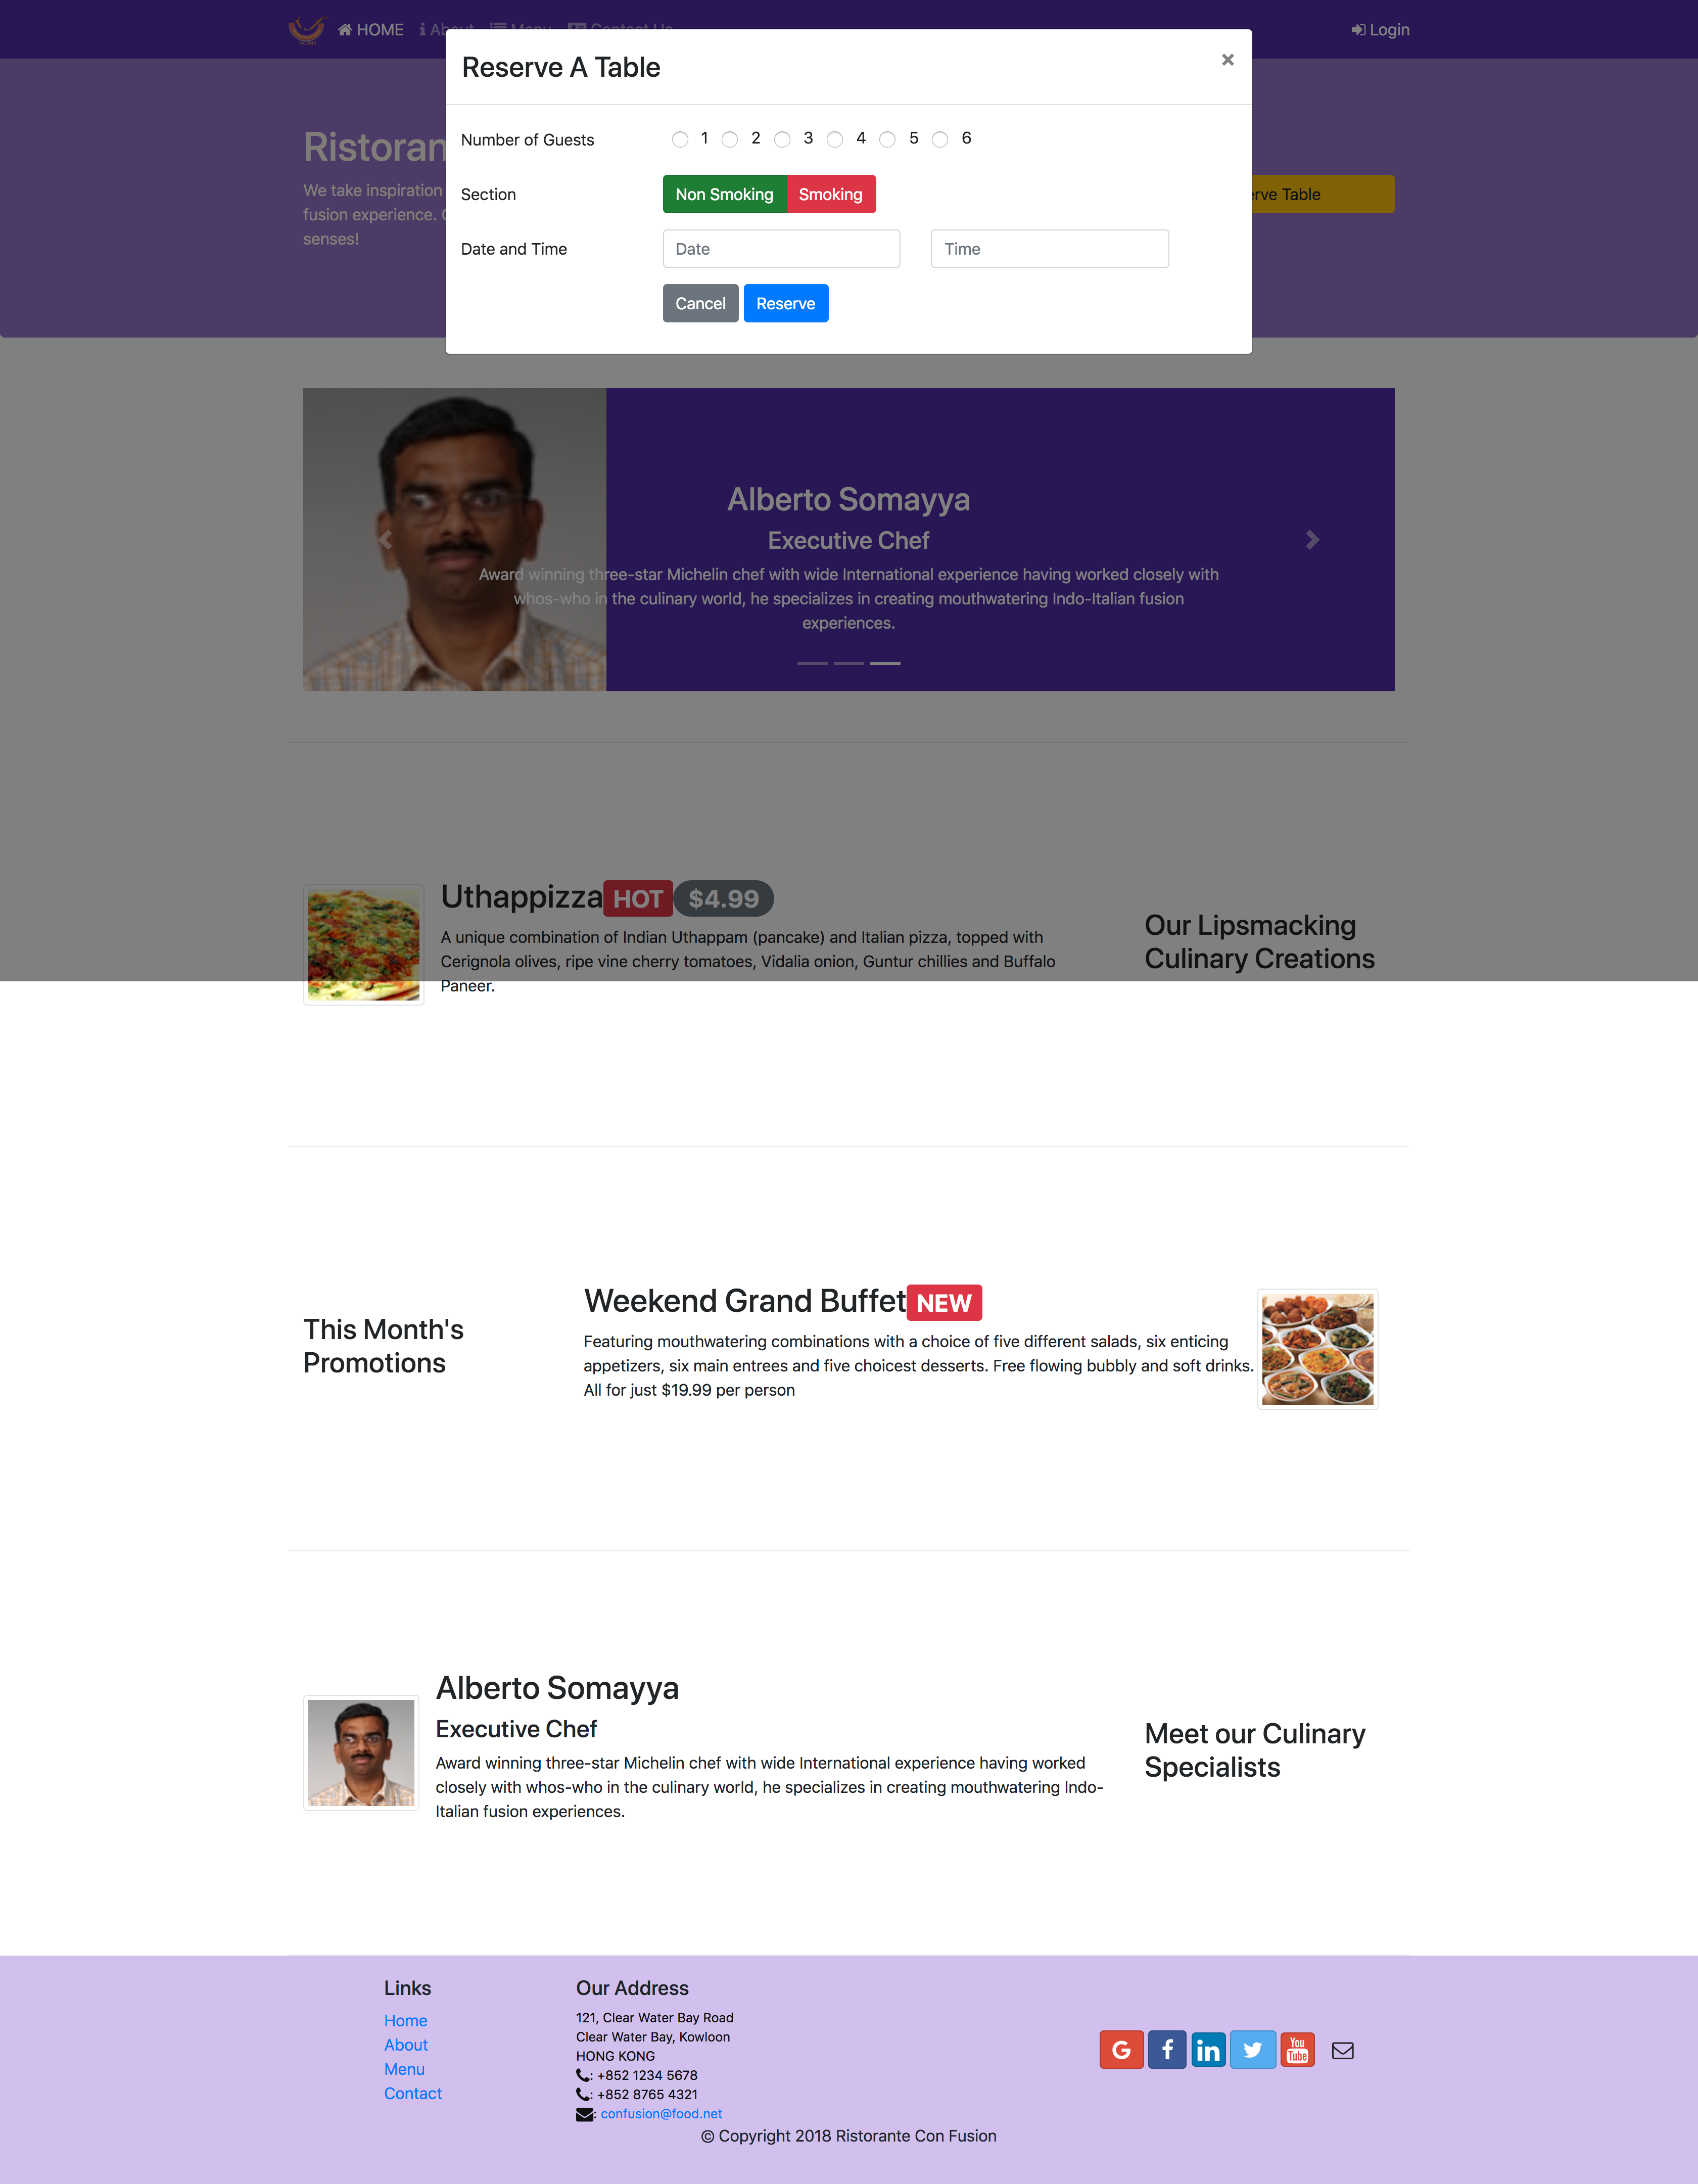 HOME About Menu Contact Us Login
Reserve A Table ×
Number of Guests 1 2 3 4 5 6
Section Non Smoking Smoking
Date and Time Date Time
Cancel Reserve
Ristoran
We take inspiration
fusion experience.
senses!
rve Table
Alberto Somayya
Executive Chef
Award winning three-star Michelin chef with wide International experience having worked closely with
whos-who in the culinary world, he specializes in creating mouthwatering Indo-Italian fusion
experiences.
Uthappizza HOT $4.99
A unique combination of Indian Uthappam (pancake) and Italian pizza, topped with
Cerignola olives, ripe vine cherry tomatoes, Vidalia onion, Guntur chillies and Buffalo
Paneer.
Our Lipsmacking
Culinary Creations
This Month's
Promotions
Weekend Grand Buffet NEW
Featuring mouthwatering combinations with a choice of five different salads, six enticing
appetizers, six main entrees and five choicest desserts. Free flowing bubbly and soft drinks.
All for just $19.99 per person
Alberto Somayya
Executive Chef
Award winning three-star Michelin chef with wide International experience having worked
closely with whos-who in the culinary world, he specializes in creating mouthwatering Indo-
Italian fusion experiences.
Meet our Culinary
Specialists
Links
Home
About
Menu
Contact
Our Address
121, Clear Water Bay Road
Clear Water Bay, Kowloon
HONG KONG
: +852 1234 5678
: +852 8765 4321
: confusion@food.net
G f in You Tube
© Copyright 2018 Ristorante Con Fusion